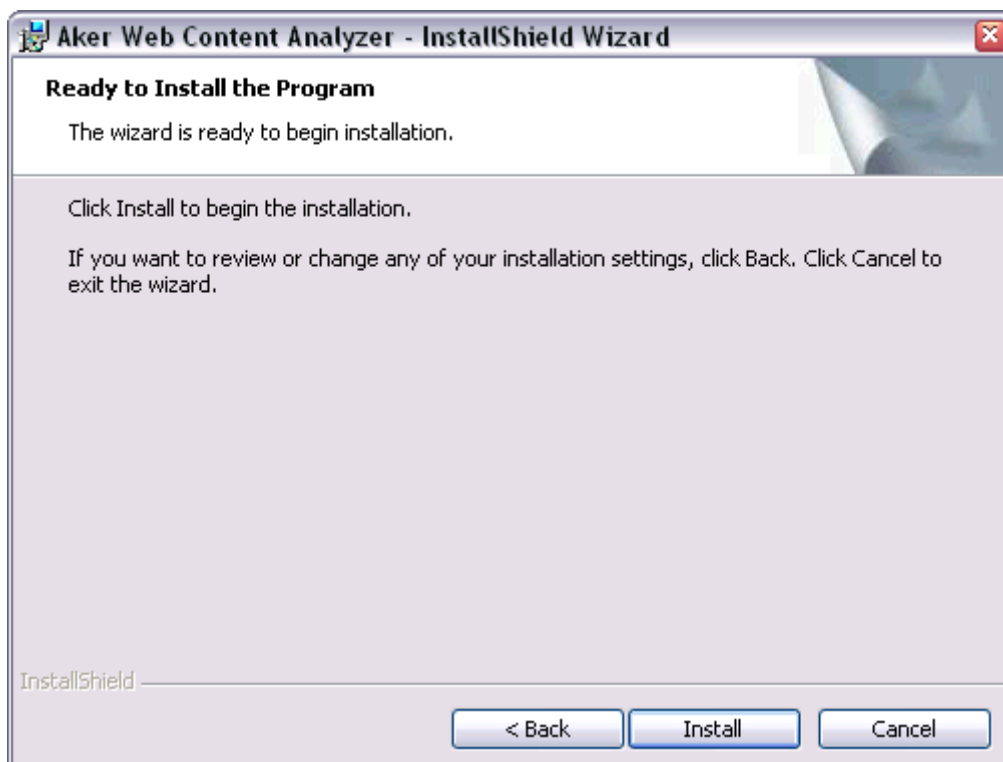 Aker Web Content Analyzer - InstallShield Wizard
Ready to Install the Program
The wizard is ready to begin installation.
Click Install to begin the installation.
If you want to review or change any of your installation settings, click Back. Click Cancel to
exit the wizard.
InstallShield
< Back
Install
Cancel